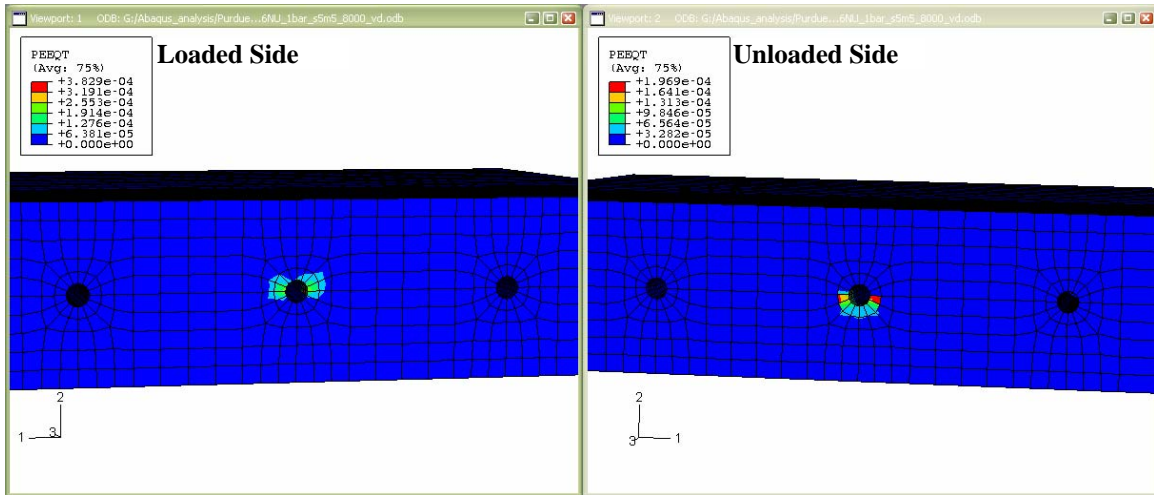 Viewport: 1 ODB: G:/Abaqus_analysis/Purdue...6NU_1bar_s5m5_8000_vd.odb
Loaded Side
PEEQT
(Avg: 75%)
+3.829e-04
+3.191e-04
+2.553e-04
+1.914e-04
+1.276e-04
+6.381e-05
+0.000e+00
2
1
3
Viewport: 2 ODB: G:/Abaqus_analysis/Purdue...6NU_1bar_s5m5_8000_vd.odb
Unloaded Side
PEEQT
(Avg: 75%)
+1.969e-04
+1.641e-04
+1.313e-04
+9.846e-05
+6.564e-05
+3.282e-05
+0.000e+00
2
3
1